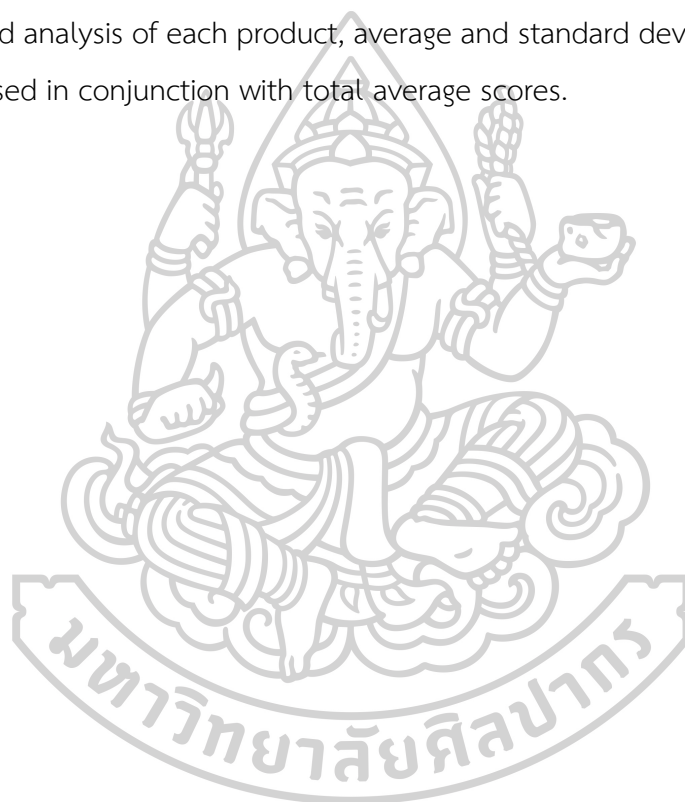 d analysis of each product, average and standard dev
sed in conjunction with total average scores.
มหาวิทยาลัยศิลปากร